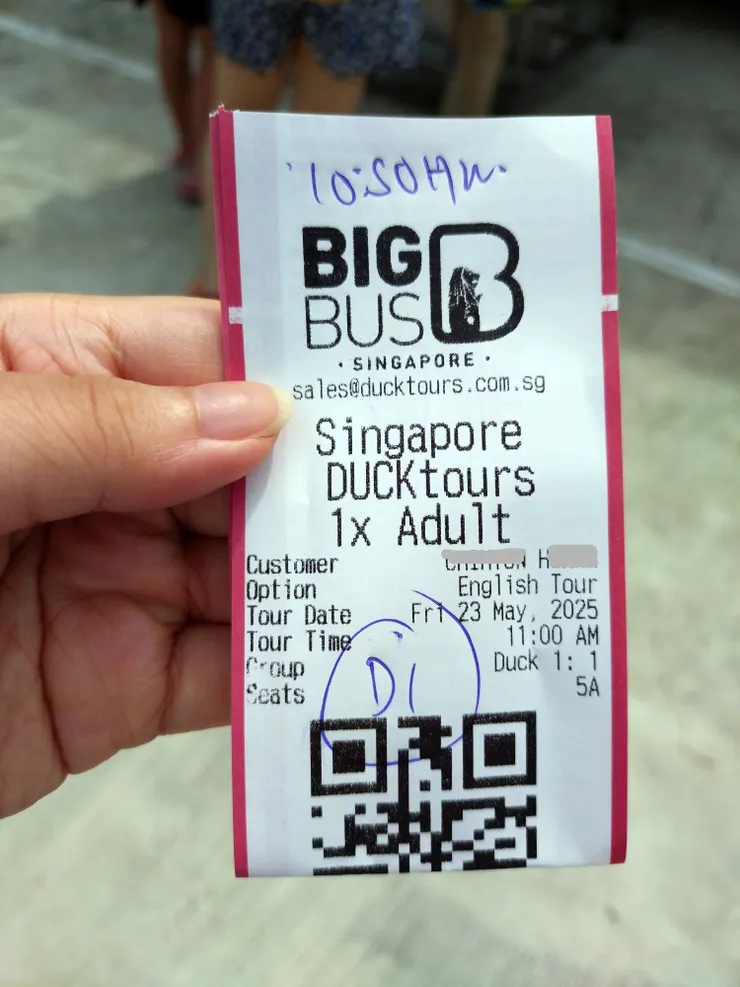 10:50AM.
BIG
BUS
· SINGAPORE ·
sales@ducktours.com.sg
Singapore
DUCKtours
1x Adult
Customer H
Option English Tour
Tour Date Fri 23 May, 2025
Tour Time 11:00 AM
Group Duck 1: 1
Seats 5A
D1